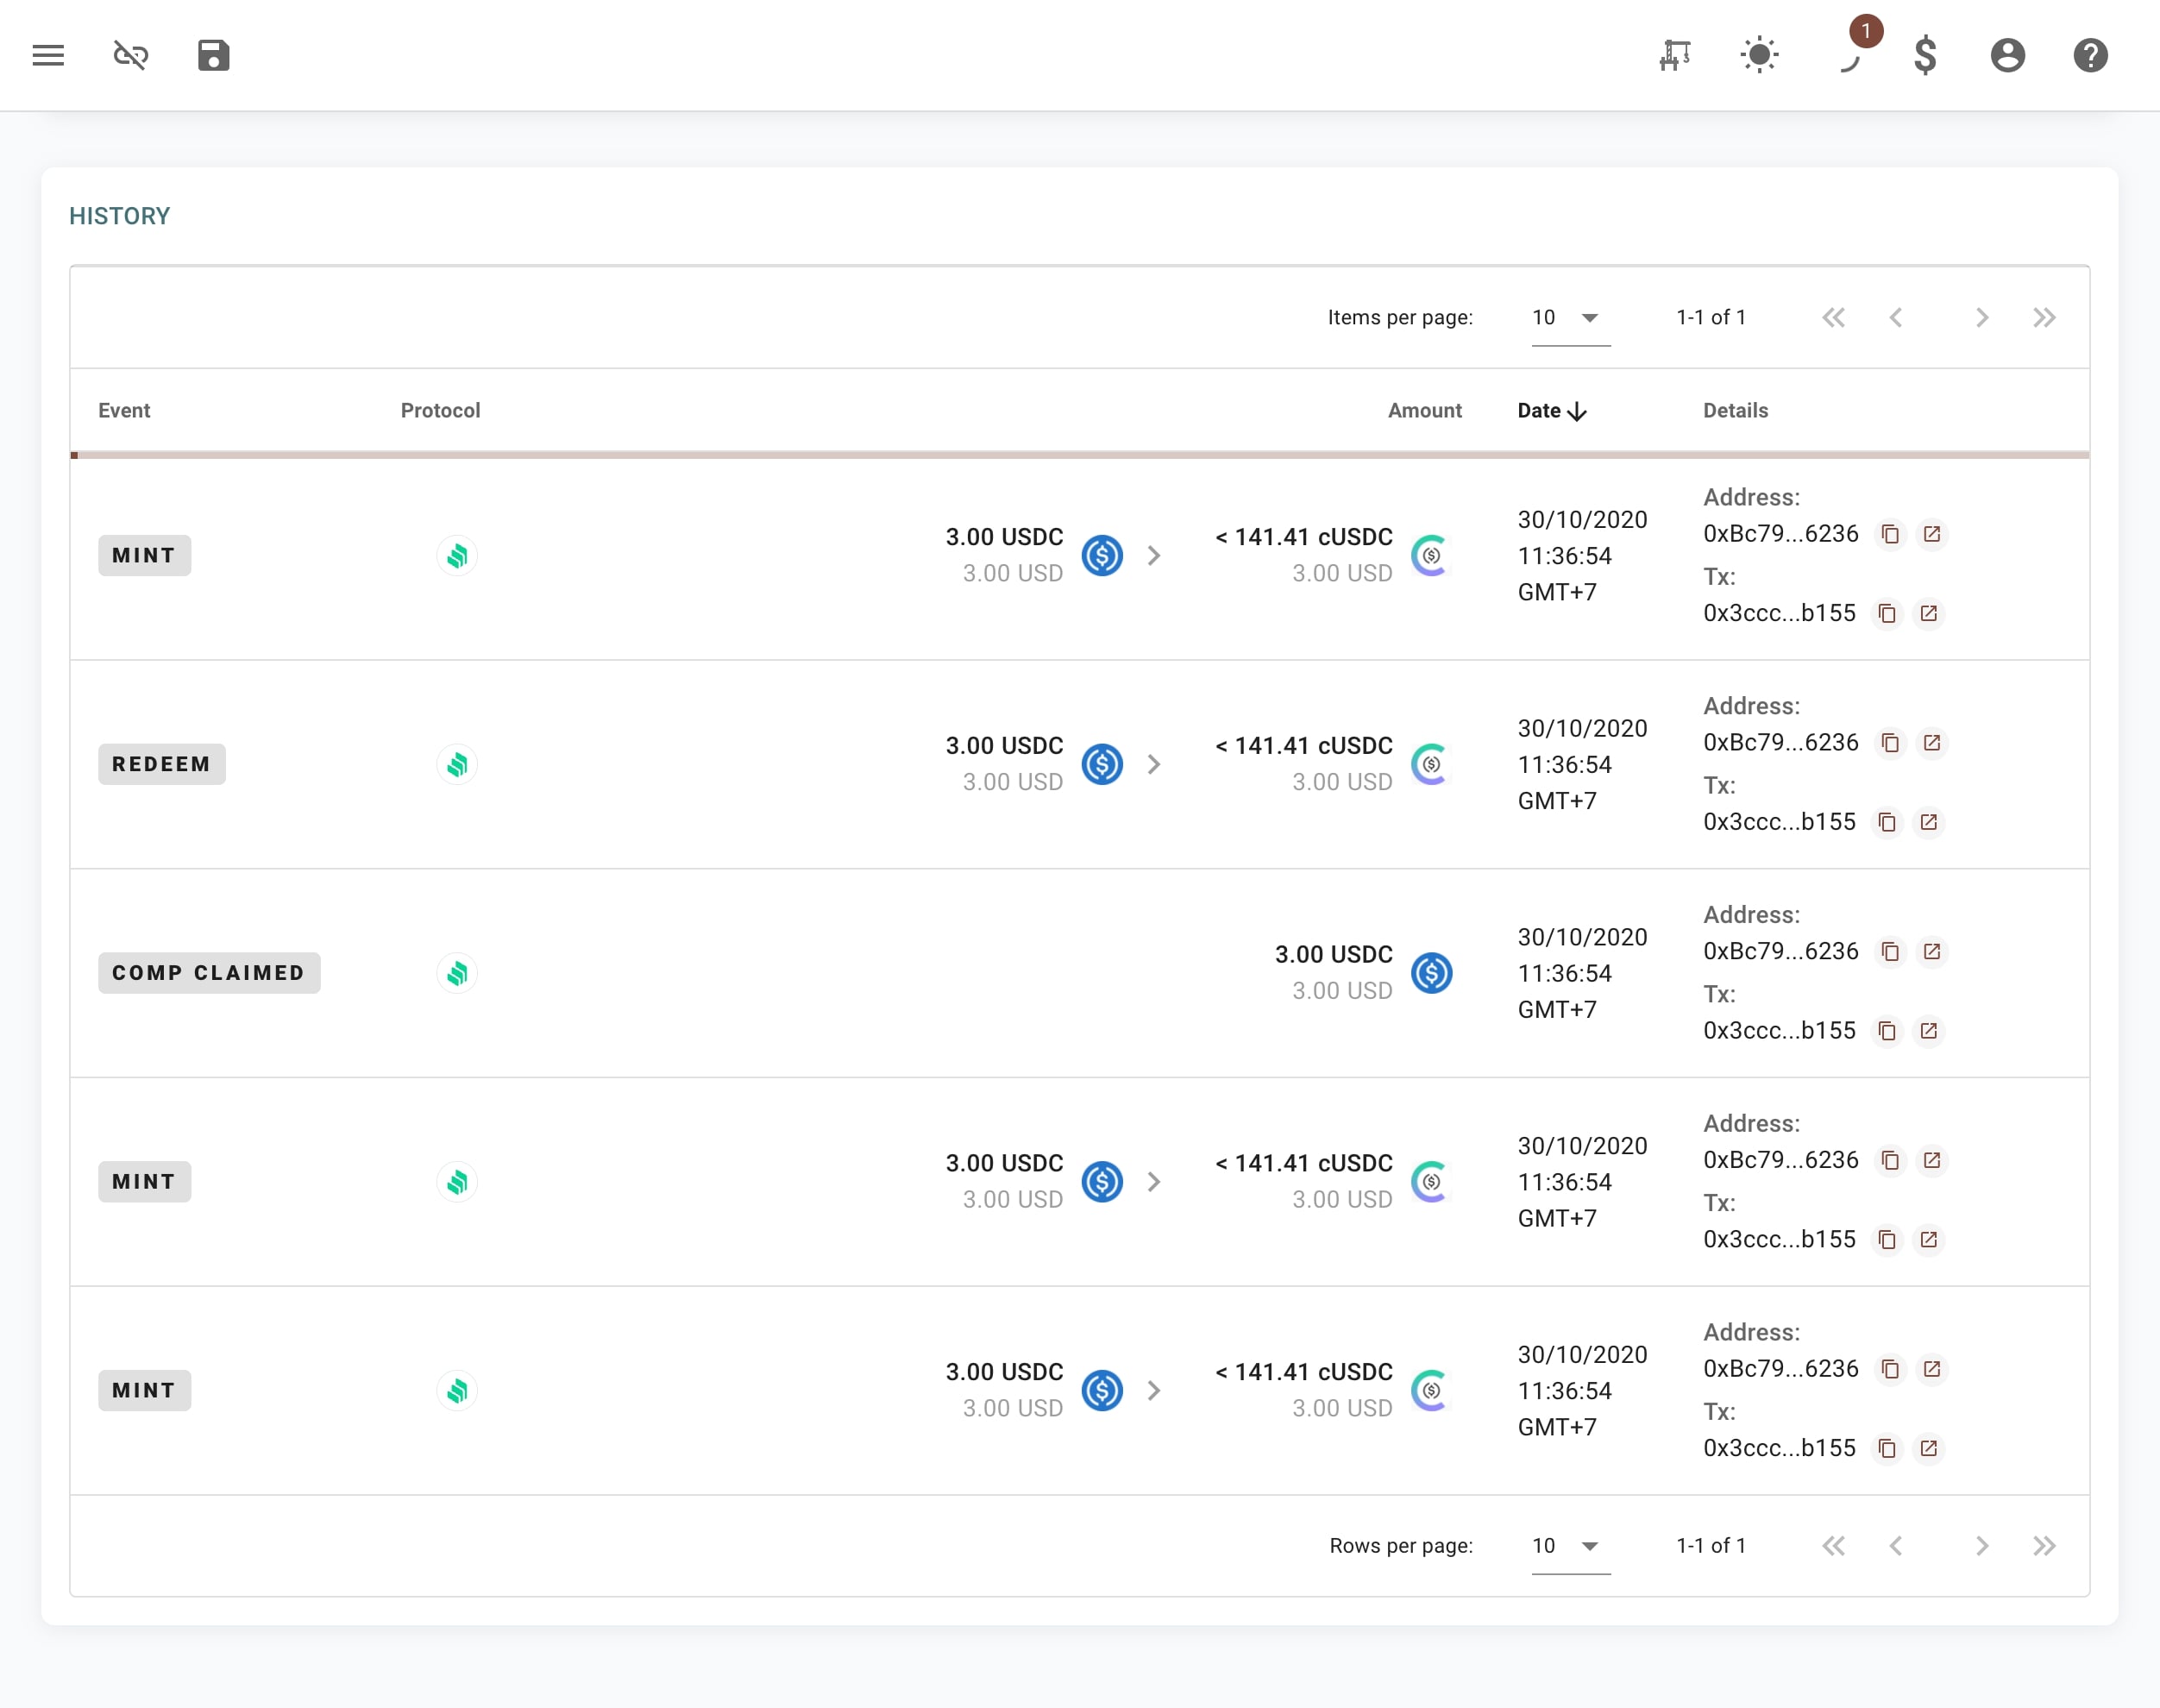 1
HISTORY
Items per page: 10 1-1 of 1
Event Protocol Amount Date Details
MINT
3.00 USDC
3.00 USD
< 141.41 cUSDC
3.00 USD
30/10/2020
11:36:54
GMT+7
Address:
0xBc79...6236
Tx:
0x3ccc...b155
REDEEM
3.00 USDC
3.00 USD
< 141.41 cUSDC
3.00 USD
30/10/2020
11:36:54
GMT+7
Address:
0xBc79...6236
Tx:
0x3ccc...b155
COMP CLAIMED
3.00 USDC
3.00 USD
30/10/2020
11:36:54
GMT+7
Address:
0xBc79...6236
Tx:
0x3ccc...b155
MINT
3.00 USDC
3.00 USD
< 141.41 cUSDC
3.00 USD
30/10/2020
11:36:54
GMT+7
Address:
0xBc79...6236
Tx:
0x3ccc...b155
MINT
3.00 USDC
3.00 USD
< 141.41 cUSDC
3.00 USD
30/10/2020
11:36:54
GMT+7
Address:
0xBc79...6236
Tx:
0x3ccc...b155
Rows per page: 10 1-1 of 1